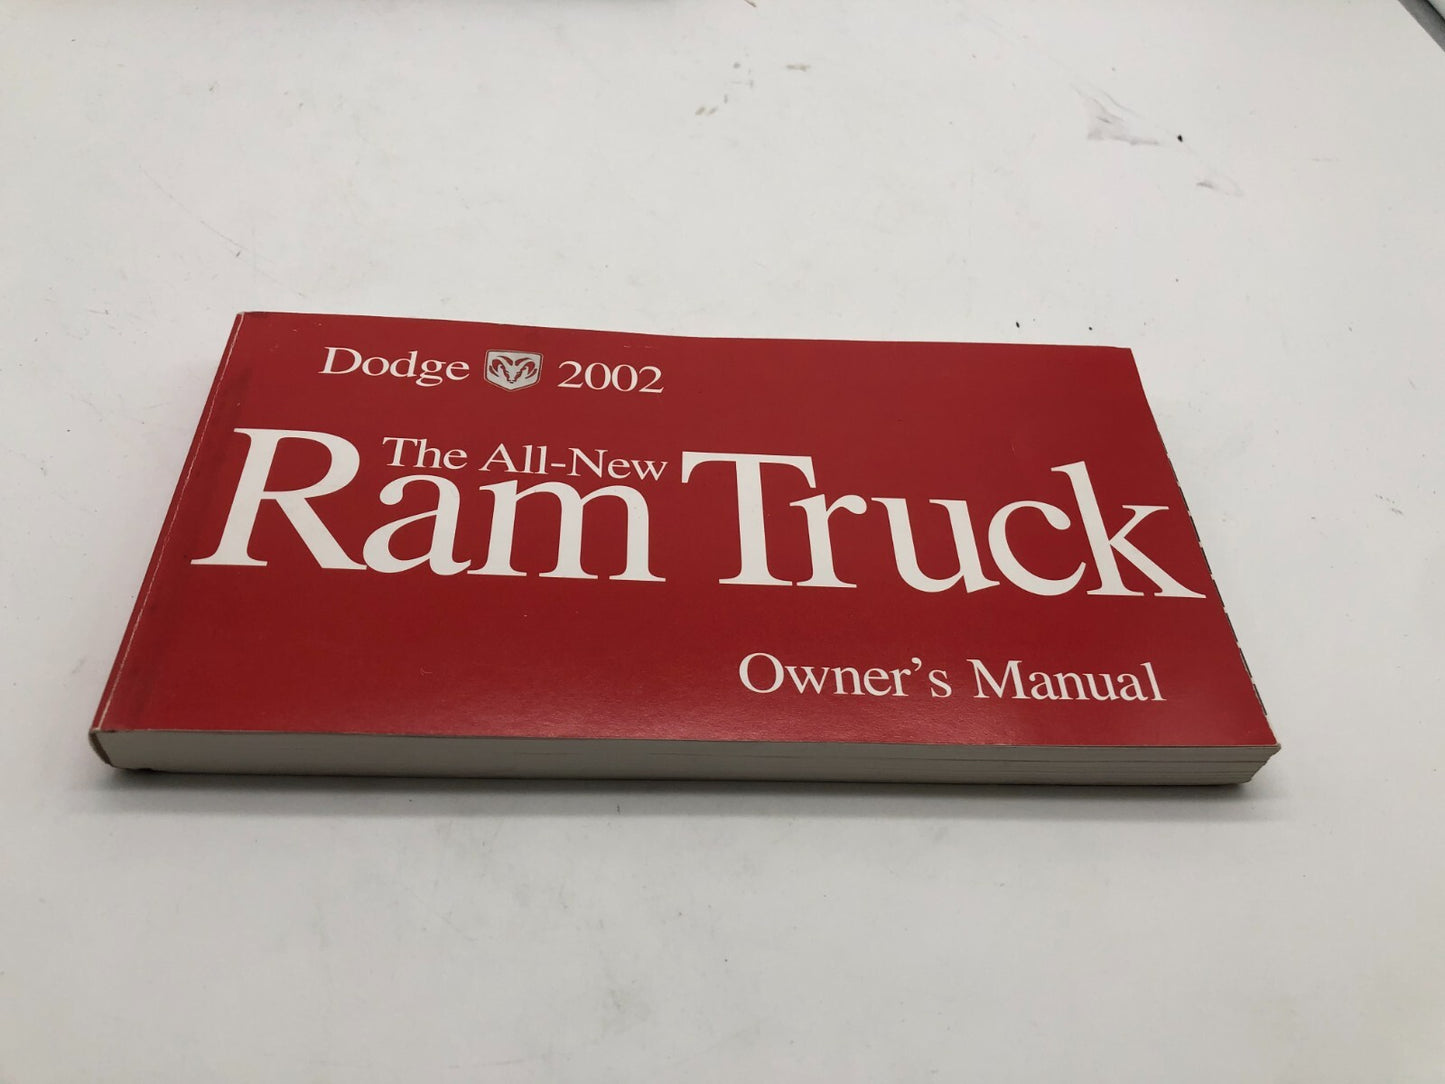 Dodge 2002
The All-New
Ram Truck
Owner's Manual